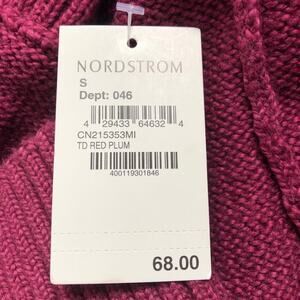 NORDSTROM
S
Dept: 046
4 29433 64632 4
CN215353MI
TD RED PLUM
400119301846
68.00